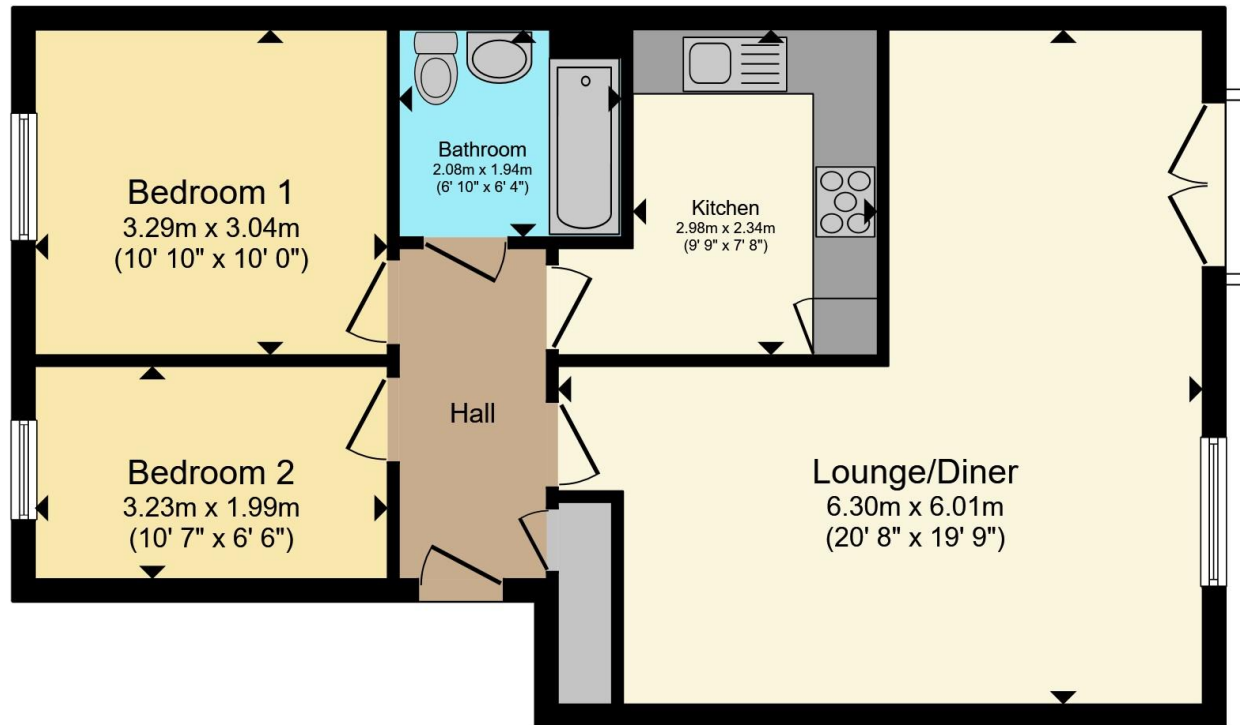 Bedroom 1
3.29m x 3.04m
(10' 10" x 10' 0")
Bathroom
2.08m x 1.94m
(6' 10" x 6' 4")
Kitchen
2.98m x 2.34m
(9' 9" x 7' 8")
Hall
Bedroom 2
3.23m x 1.99m
(10' 7" x 6' 6")
Lounge/Diner
6.30m x 6.01m
(20' 8" x 19' 9")